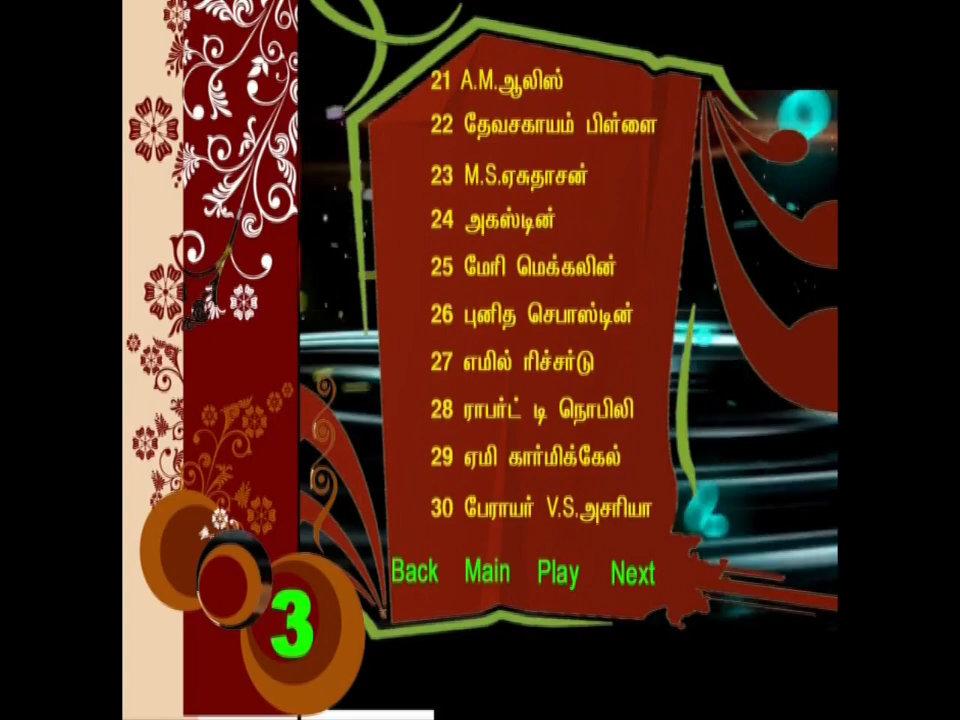 21 A.M.ஆலிஸ்
22 தேவசகாயம் பிள்ளை
23 M.S.ஏசுதாசன்
24 அகஸ்டின்
25 மேரி மெக்கலின்
26 புனித செபாஸ்டின்
27 எமில் ரிச்சர்டு
28 ராபர்ட் டி நொபிலி
29 ஏமி கார்மிக்கேல்
30 பேராயர் V.S.அசரியா
Back Main Play Next
3